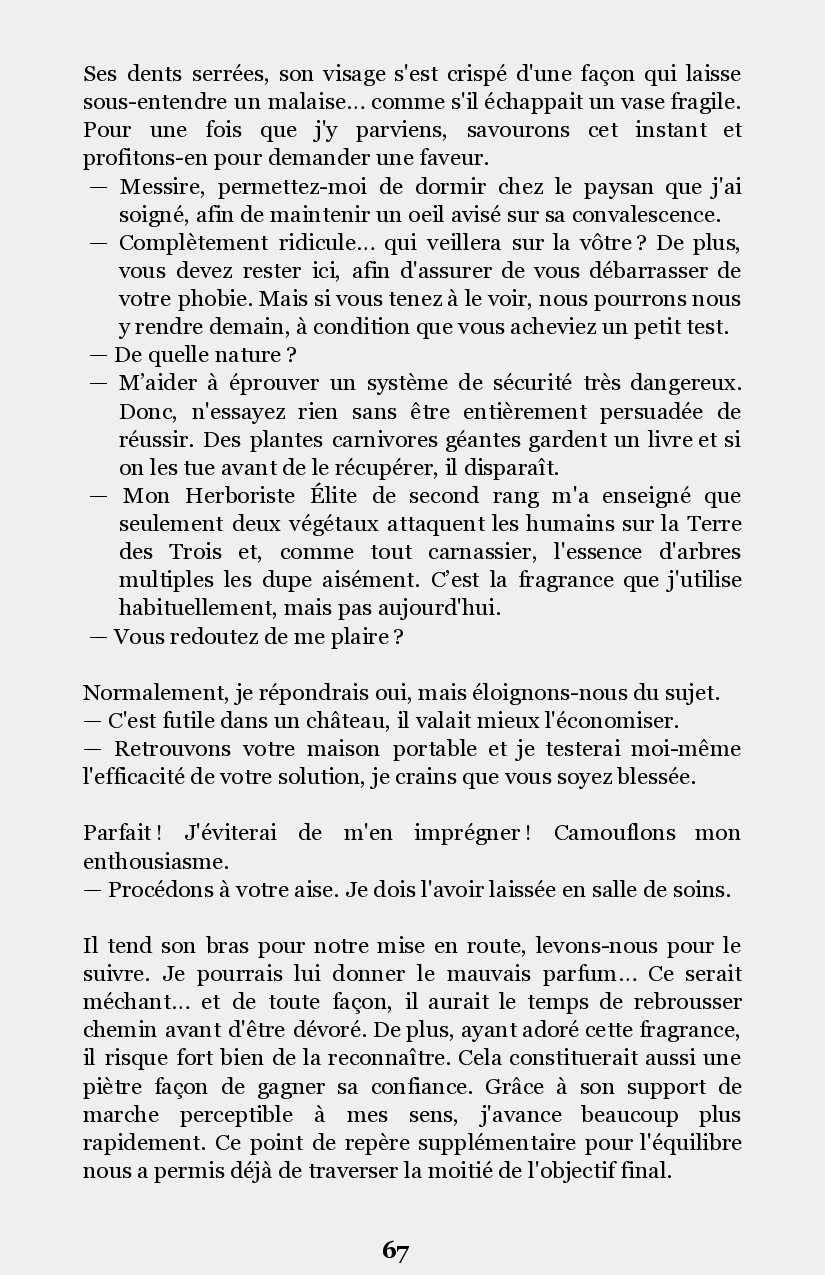 Ses dents serrées, son visage s'est crispé d'une façon qui laisse
sous-entendre un malaise... comme s'il échappait un vase fragile.
Pour une fois que j'y parviens, savourons cet instant et
profitons-en pour demander une faveur.
— Messire, permettez-moi de dormir chez le paysan que j'ai
soigné, afin de maintenir un oeil avisé sur sa convalescence.
— Complètement ridicule... qui veillera sur la vôtre ? De plus,
vous devez rester ici, afin d'assurer de vous débarrasser de
votre phobie. Mais si vous tenez à le voir, nous pourrons nous
y rendre demain, à condition que vous acheviez un petit test.
— De quelle nature ?
— M’aider à éprouver un système de sécurité très dangereux.
Donc, n'essayez rien sans être entièrement persuadée de
réussir. Des plantes carnivores géantes gardent un livre et si
on les tue avant de le récupérer, il disparaît.
— Mon Herboriste Élite de second rang m'a enseigné que
seulement deux végétaux attaquent les humains sur la Terre
des Trois et, comme tout carnassier, l'essence d'arbres
multiples les dupe aisément. C’est la fragrance que j'utilise
habituellement, mais pas aujourd'hui.
— Vous redoutez de me plaire ?
Normalement, je répondrais oui, mais éloignons-nous du sujet.
— C'est futile dans un château, il valait mieux l'économiser.
— Retrouvons votre maison portable et je testerai moi-même
l'efficacité de votre solution, je crains que vous soyez blessée.
Parfait ! J'éviterai de m'en imprégner ! Camouflons mon
enthousiasme.
— Procédons à votre aise. Je dois l'avoir laissée en salle de soins.
Il tend son bras pour notre mise en route, levons-nous pour le
suivre. Je pourrais lui donner le mauvais parfum... Ce serait
méchant... et de toute façon, il aurait le temps de rebrousser
chemin avant d'être dévoré. De plus, ayant adoré cette fragrance,
il risque fort bien de la reconnaître. Cela constituerait aussi une
piètre façon de gagner sa confiance. Grâce à son support de
marche perceptible à mes sens, j'avance beaucoup plus
rapidement. Ce point de repère supplémentaire pour l'équilibre
nous a permis déjà de traverser la moitié de l'objectif final.
67